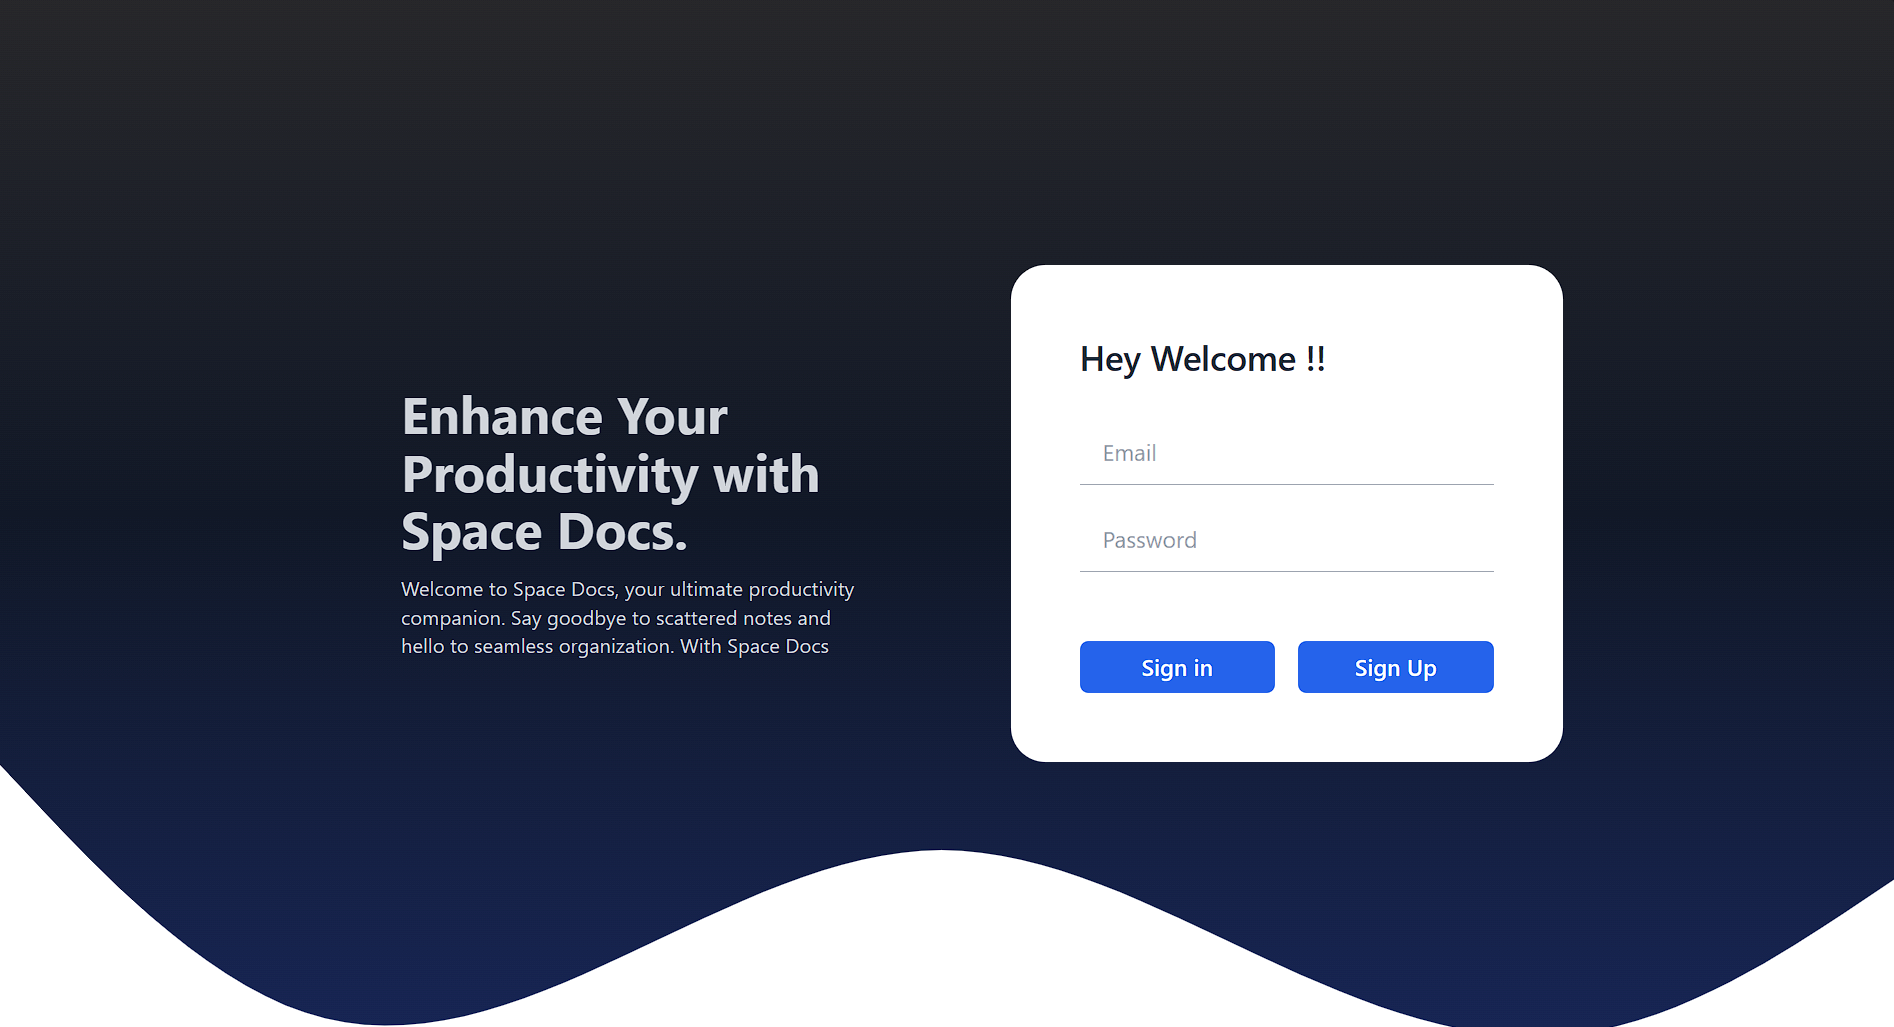 Enhance Your
Productivity with
Space Docs.
Welcome to Space Docs, your ultimate productivity
companion. Say goodbye to scattered notes and
hello to seamless organization. With Space Docs
Hey Welcome !!
Email
Password
Sign in
Sign Up